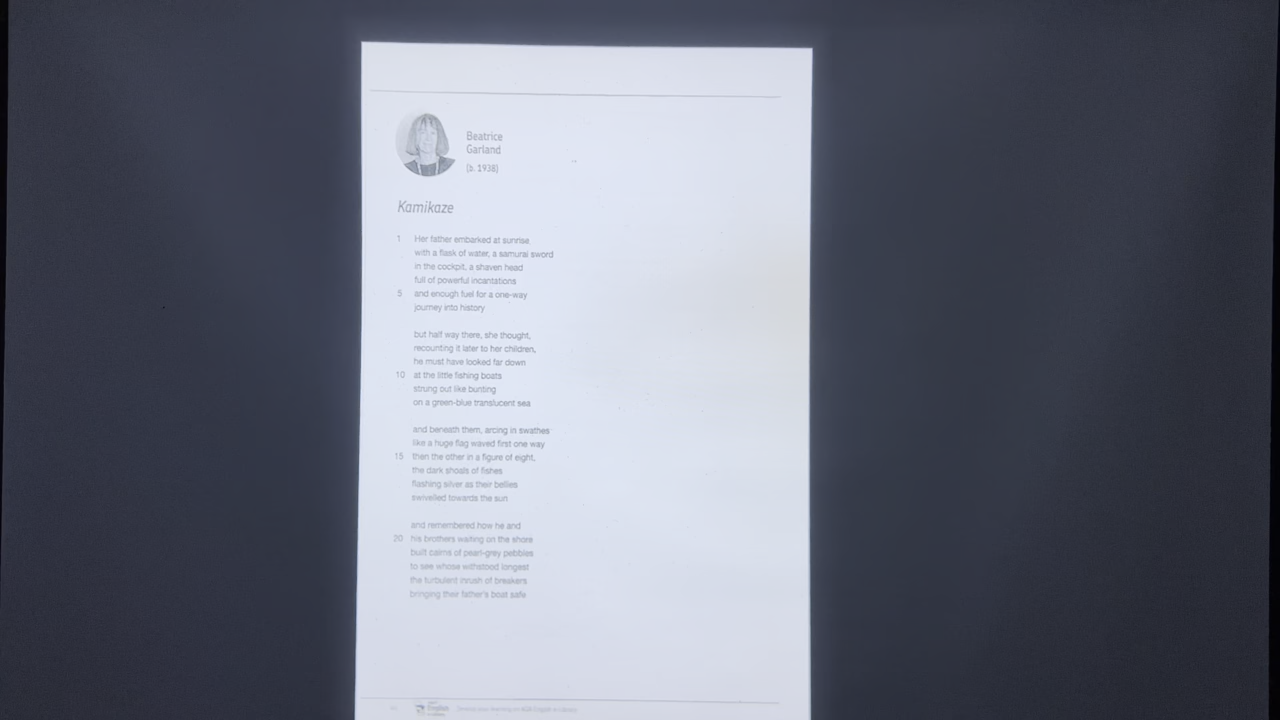 Beatrice
Garland
(b. 1938)
Kamikaze
1 Her father embarked at sunrise
with a flask of water, a samurai sword
in the cockpit, a shaven head
full of powerful incantations
5 and enough fuel for a one-way
journey into history
but half way there, she thought,
recounting it later to her children,
he must have looked far down
10 at the little fishing boats
strung out like bunting
on a green-blue translucent sea
and beneath them, arcing in swathes
like a huge flag waved first one way
15 then the other in a figure of eight,
the dark shoals of fishes
flashing silver as their bellies
swivelled towards the sun
and remembered how he and
20 his brothers waiting on the shore
built cairns of pearl-grey pebbles
to see whose withstood longest
the turbulent inrush of breakers
bringing their father's boat safe
English